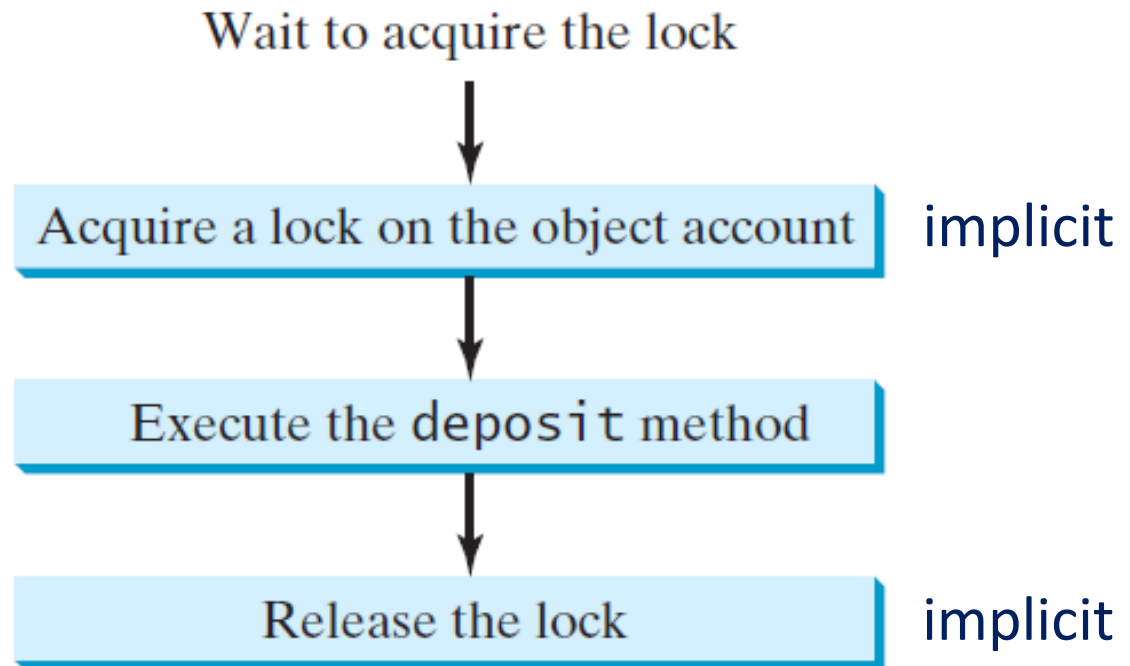 Wait to acquire the lock
Acquire a lock on the object account implicit
Execute the deposit method
Release the lock implicit